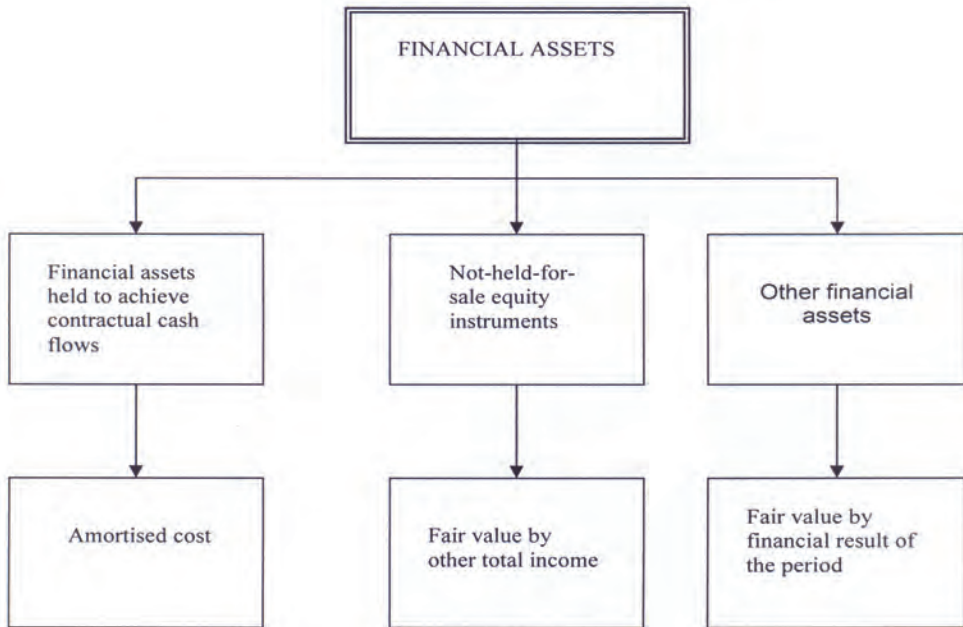 FINANCIAL ASSETS
Financial assets
held to achieve
contractual cash
flows
Not-held-for-
sale equity
instruments
Other financial
assets
Amortised cost
Fair value by
other total income
Fair value by
financial result of
the period